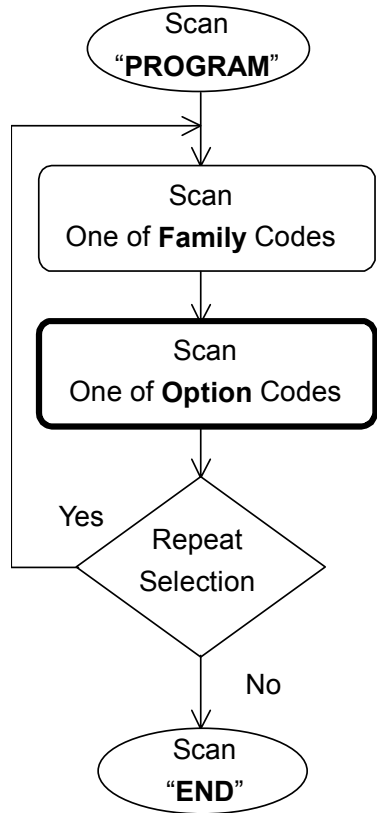 Scan
“PROGRAM”
Scan
One of Family Codes
Scan
One of Option Codes
Yes
Repeat
Selection
No
Scan
“END”